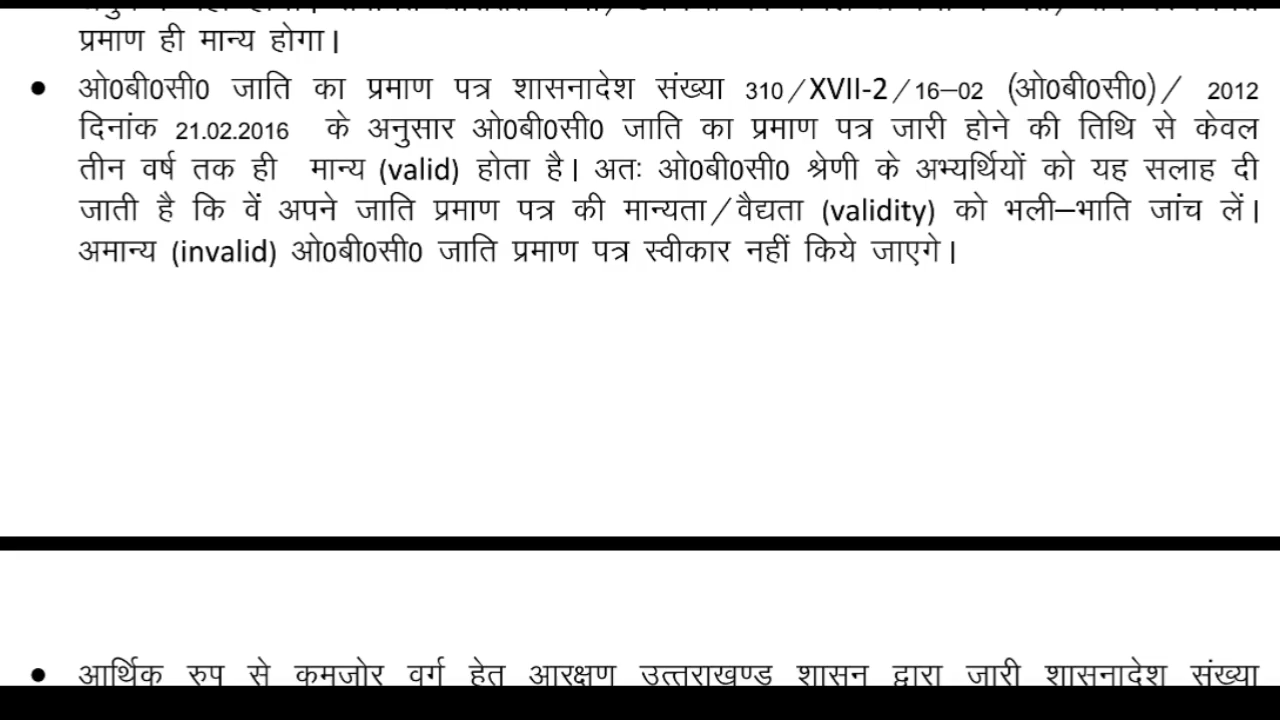 प्रमाण ही मान्य होगा।
● ओ0बी0सी0 जाति का प्रमाण पत्र शासनादेश संख्या 310/XVII-2/16–02 (ओ0बी0सी0)/ 2012
दिनांक 21.02.2016 के अनुसार ओ0बी0सी0 जाति का प्रमाण पत्र जारी होने की तिथि से केवल
तीन वर्ष तक ही मान्य (valid) होता है। अतः ओ0बी0सी0 श्रेणी के अभ्यर्थियों को यह सलाह दी
जाती है कि वें अपने जाति प्रमाण पत्र की मान्यता/वैद्यता (validity) को भली–भाति जांच लें।
अमान्य (invalid) ओ0बी0सी0 जाति प्रमाण पत्र स्वीकार नहीं किये जाएगे।
● आर्थिक रुप से कमजोर वर्ग हेतु आरक्षण उत्तराखण्ड शासन द्वारा जारी शासनादेश संख्या